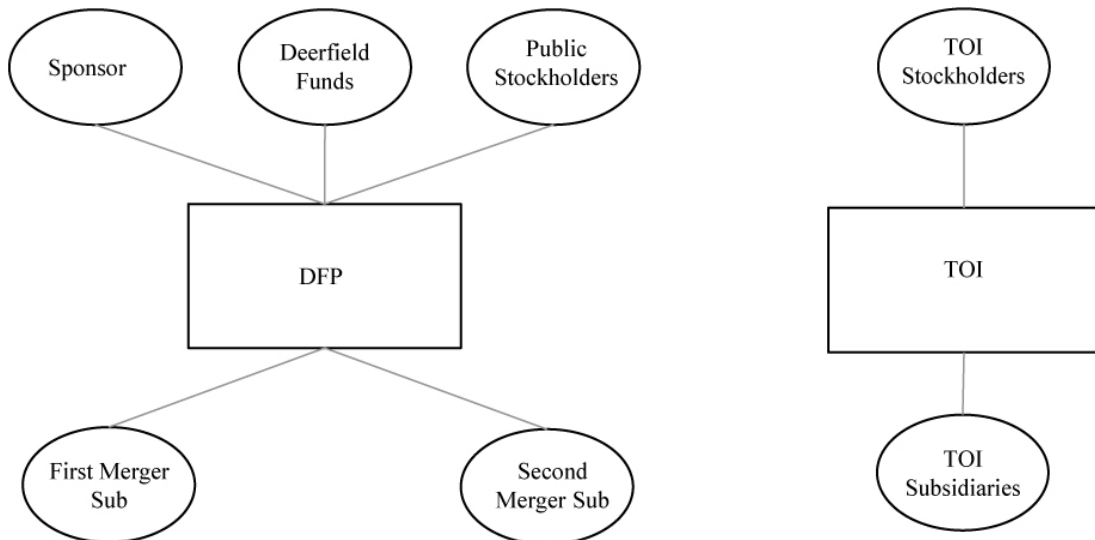 Sponsor
Deerfield
Funds
Public
Stockholders
TOI
Stockholders
DFP
TOI
First Merger
Sub
Second
Merger Sub
TOI
Subsidiaries